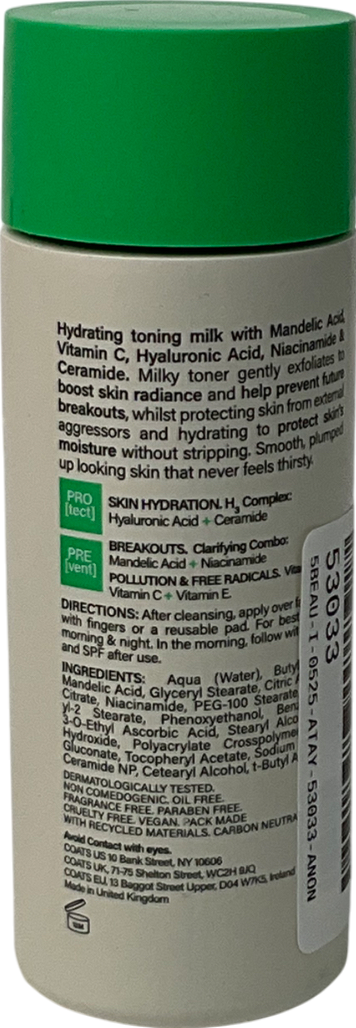 Hydrating toning milk with Mandelic Acid,
Vitamin C, Hyaluronic Acid, Niacinamide &
Ceramide. Milky toner gently exfoliates to
boost skin radiance and help prevent future
breakouts, whilst protecting skin from external
aggressors and hydrating to protect skin's
moisture without stripping. Smooth, plumped
up looking skin that never feels thirsty.
PRO
[tect]
SKIN HYDRATION. H3 Complex:
Hyaluronic Acid + Ceramide
PRE
[vent]
BREAKOUTS. Clarifying Combo:
Mandelic Acid + Niacinamide
POLLUTION & FREE RADICALS.
Vitamin C + Vitamin E.
DIRECTIONS: After cleansing, apply over
with fingers or a reusable pad. For best
morning & night. In the morning, follow
and SPF after use.
INGREDIENTS: Aqua (Water),
Mandelic Acid, Glyceryl Stearate, Citric
Citrate, Niacinamide, PEG-100 Stearate
yl-2 Stearate, Phenoxyethanol,
3-O-Ethyl Ascorbic Acid, Stearyl
Hydroxide, Polyacrylate
Gluconate, Tocopheryl Acetate, Sodium
Ceramide NP, Cetearyl Alcohol, t-Butyl
DERMATOLOGICALLY TESTED.
NON COMEDOGENIC. OIL FREE.
FRAGRANCE FREE. PARABEN FREE.
CRUELTY FREE. VEGAN. PACK MADE
WITH RECYCLED MATERIALS. CARBON
Avoid Contact with eyes.
COATS US 10 Bank Street, NY 10606
COATS UK, 71-75 Shelton Street, WC2H 9JQ
COATS EU, 13 Baggot Street Upper, D04 W7K5, Ireland
Made in United Kingdom
53033
5BEAU-I-0525-ATAY-53033-ANON